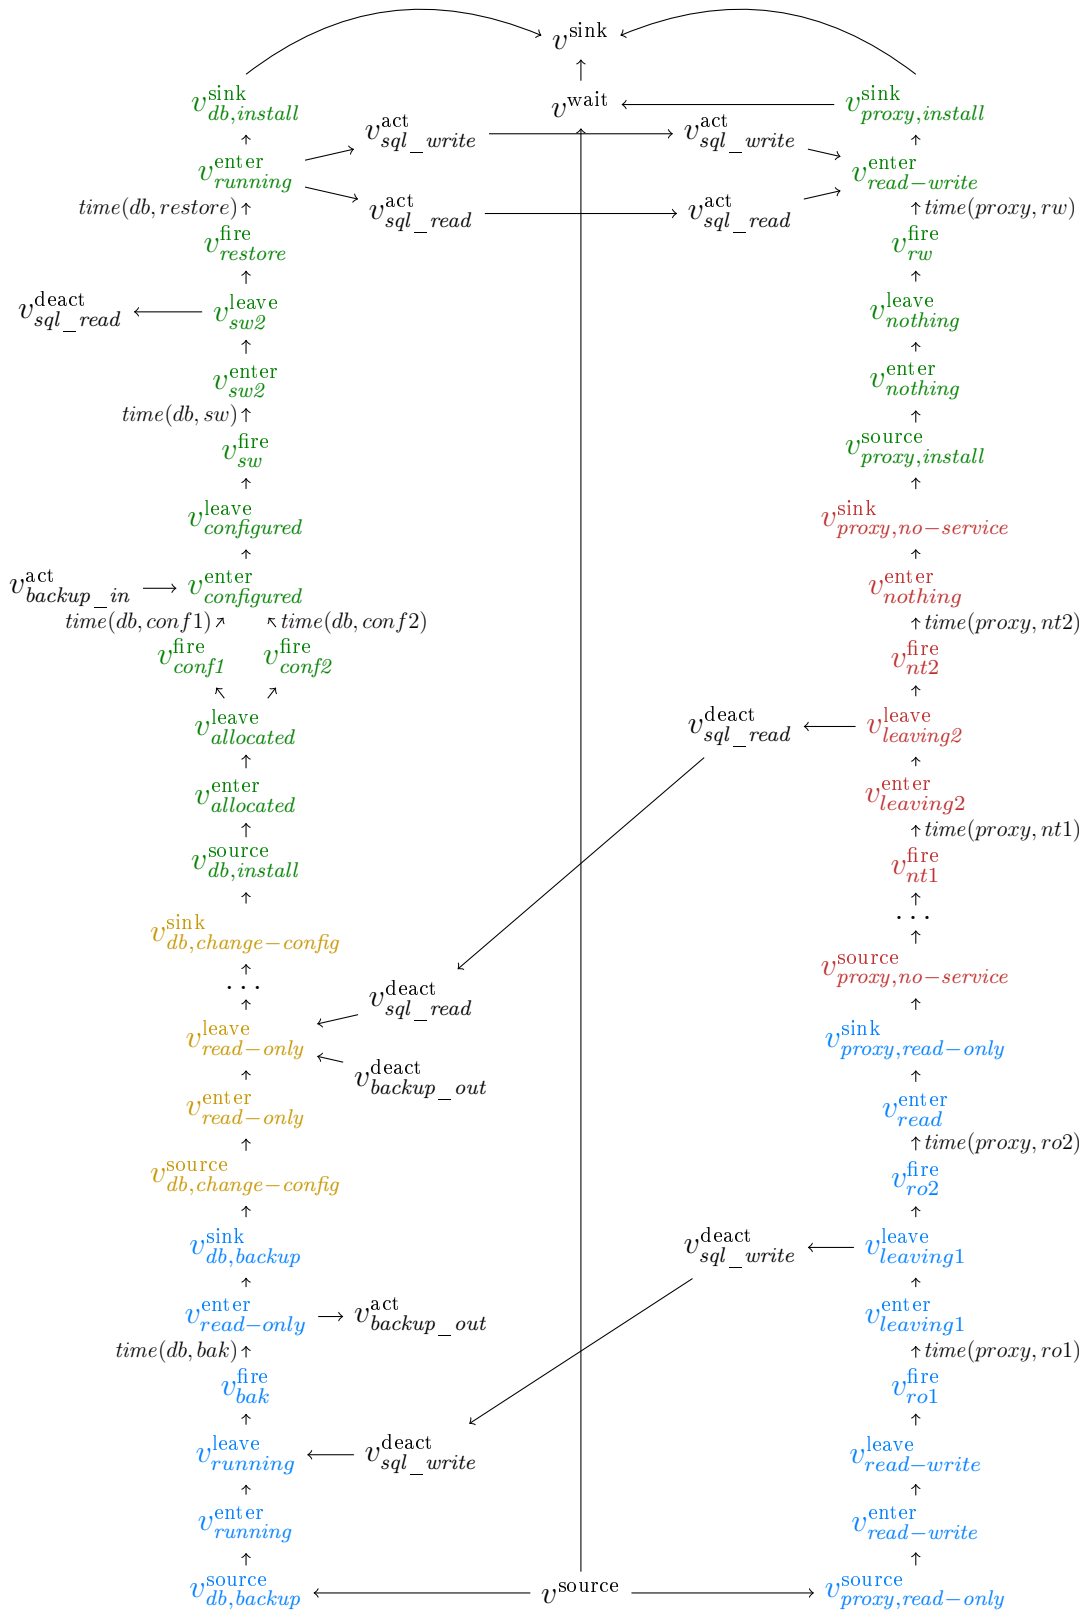 v^sink
v^sink_db,install
v^wait
v^sink_proxy,install
v^act_sql_write
v^act_sql_write
v^enter_running
v^enter_read−write
time(db, restore)
v^act_sql_read
v^act_sql_read
time(proxy, rw)
v^fire_restore
v^fire_rw
v^deact_sql_read
v^leave_sw2
v^leave_nothing
v^enter_sw2
v^enter_nothing
time(db, sw)
v^fire_sw
v^source_proxy,install
v^leave_configured
v^sink_proxy,no−service
v^act_backup_in
v^enter_configured
v^enter_nothing
time(db, conf1)
time(db, conf2)
time(proxy, nt2)
v^fire_conf1
v^fire_conf2
v^fire_nt2
v^leave_allocated
v^deact_sql_read
v^leave_leaving2
v^enter_allocated
v^enter_leaving2
time(proxy, nt1)
v^source_db,install
v^fire_nt1
...
v^sink_db,change−config
v^source_proxy,no−service
...
v^deact_sql_read
v^leave_read−only
v^sink_proxy,read−only
v^deact_backup_out
v^enter_read−only
v^enter_read
time(proxy, ro2)
v^source_db,change−config
v^fire_ro2
v^sink_db,backup
v^deact_sql_write
v^leave_leaving1
v^enter_read−only
v^act_backup_out
v^enter_leaving1
time(db, bak)
time(proxy, ro1)
v^fire_bak
v^fire_ro1
v^leave_running
v^deact_sql_write
v^leave_read−write
v^enter_running
v^enter_read−write
v^source_db,backup
v^source
v^source_proxy,read−only